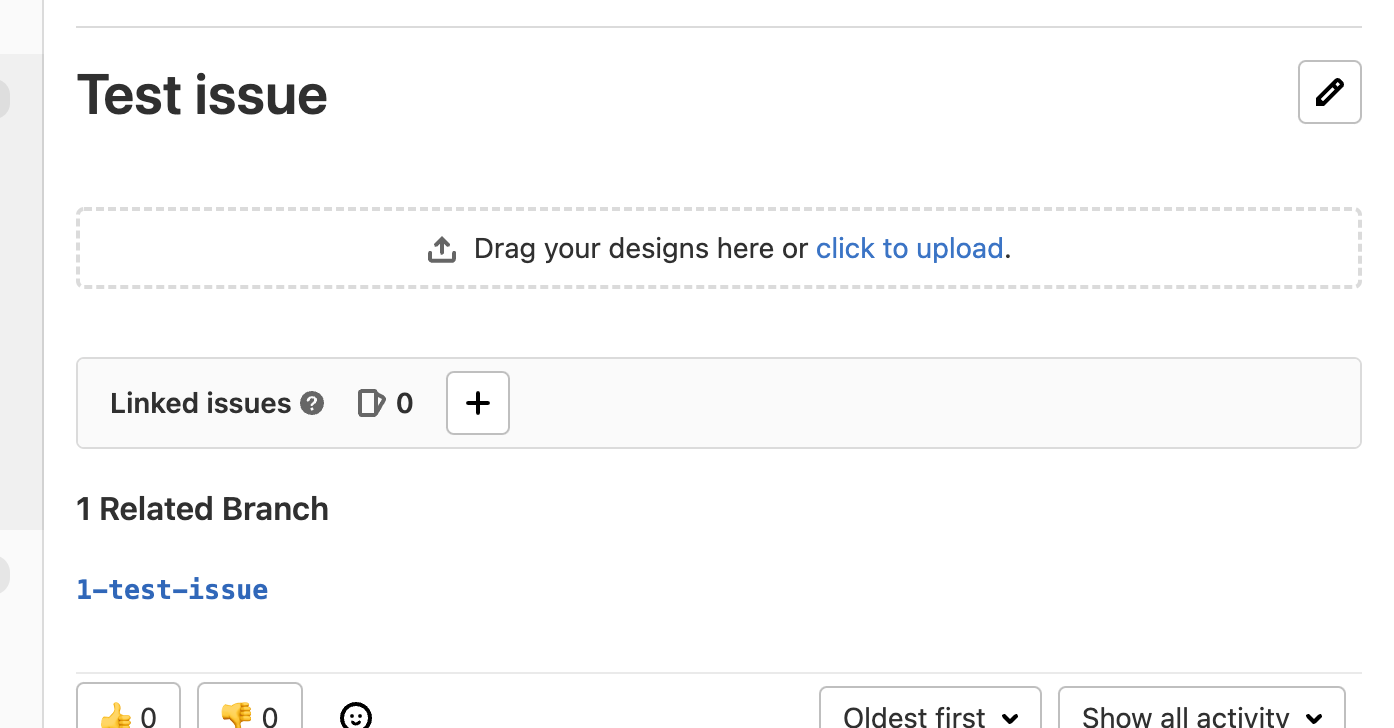 Test issue
Drag your designs here or click to upload.
Linked issues ? 0
1 Related Branch
1-test-issue
0 0 Oldest first Show all activity